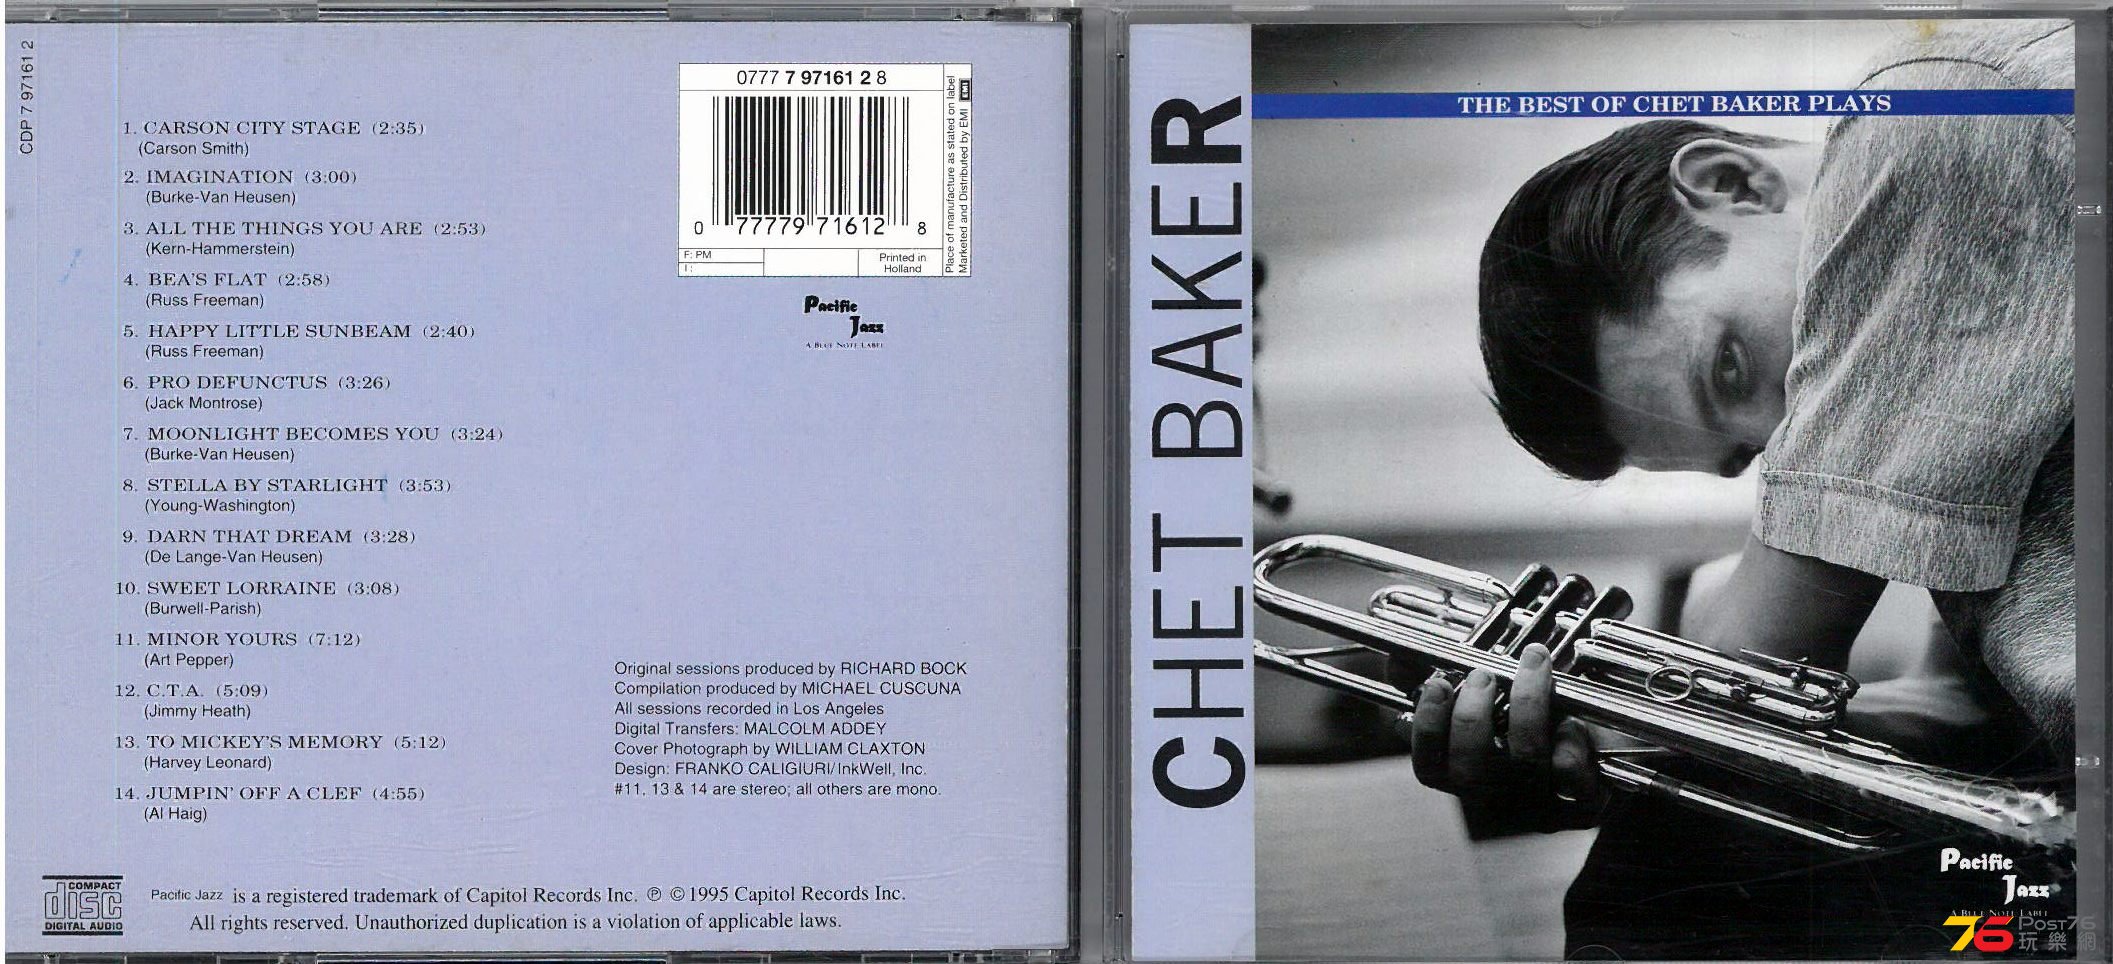 CDP 7 97161 2
1. CARSON CITY STAGE (2:35)
(Carson Smith)
2. IMAGINATION (3:00)
(Burke-Van Heusen)
3. ALL THE THINGS YOU ARE (2:53)
(Kern-Hammerstein)
4. BEA'S FLAT (2:58)
(Russ Freeman)
5. HAPPY LITTLE SUNBEAM (2:40)
(Russ Freeman)
6. PRO DEFUNCTUS (3:26)
(Jack Montrose)
7. MOONLIGHT BECOMES YOU (3:24)
(Burke-Van Heusen)
8. STELLA BY STARLIGHT (3:53)
(Young-Washington)
9. DARN THAT DREAM (3:28)
(De Lange-Van Heusen)
10. SWEET LORRAINE (3:08)
(Burwell-Parish)
11. MINOR YOURS (7:12)
(Art Pepper)
12. C.T.A. (5:09)
(Jimmy Heath)
13. TO MICKEY'S MEMORY (5:12)
(Harvey Leonard)
14. JUMPIN' OFF A CLEF (4:55)
(Al Haig)
0777 7 97161 2 8
0 77779 71612 8
F: PM
I :
Printed in
Holland
Place of manufacture as stated on label
Marketed and Distributed by EMI EMI
Pacific
Jazz
A BLUE NOTE LABEL
Original sessions produced by RICHARD BOCK
Compilation produced by MICHAEL CUSCUNA
All sessions recorded in Los Angeles
Digital Transfers: MALCOLM ADDEY
Cover Photograph by WILLIAM CLAXTON
Design: FRANKO CALIGIURI/InkWell, Inc.
#11, 13 & 14 are stereo; all others are mono.
COMPACT
disc
DIGITAL AUDIO
Pacific Jazz is a registered trademark of Capitol Records Inc. ℗ © 1995 Capitol Records Inc.
All rights reserved. Unauthorized duplication is a violation of applicable laws.
CHET BAKER
THE BEST OF CHET BAKER PLAYS
Pacific
Jazz
A BLUE NOTE LABEL
76 Post76
玩樂網